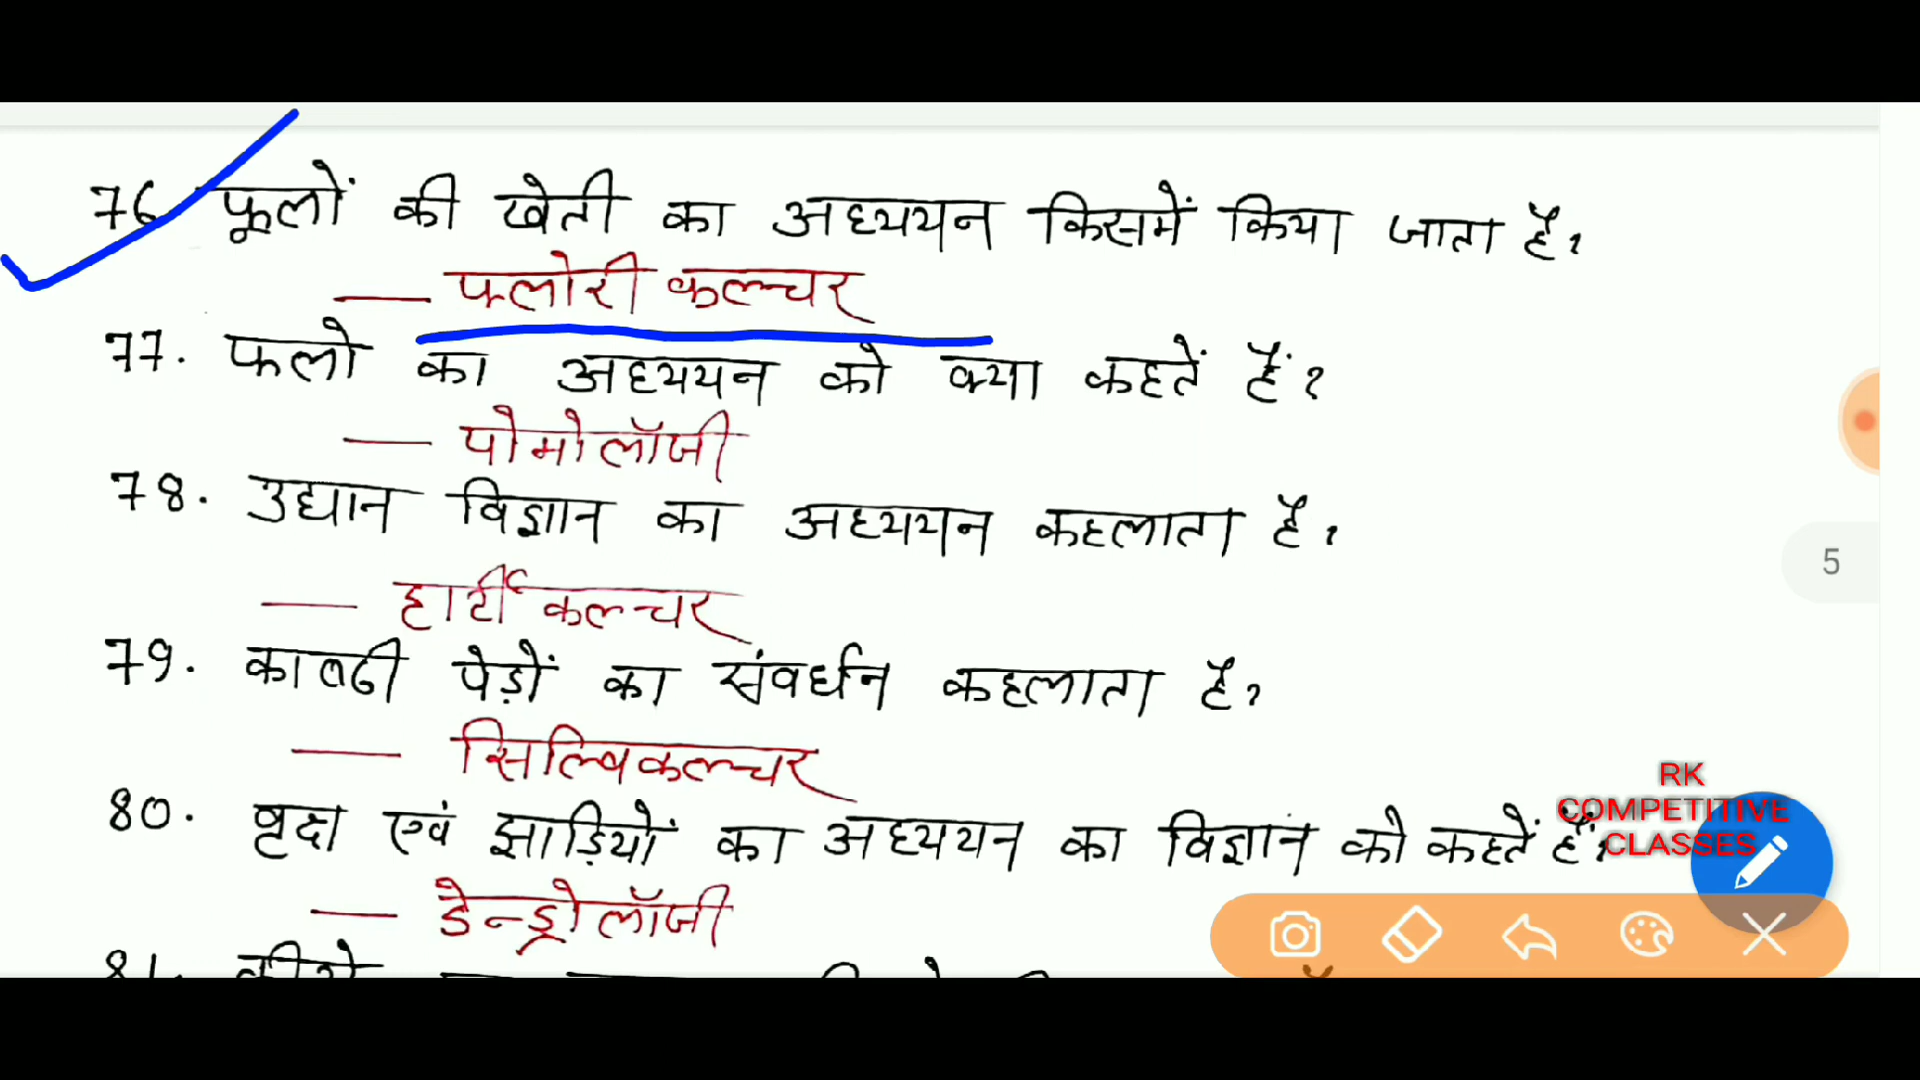 76 फूलों की खेती का अध्ययन किसमें किया जाता है?
— फ्लोरी कल्चर
77. फलो का अध्ययन को क्या कहतें हैं?
— पोमोलॉजी
78. उद्यान विज्ञान का अध्ययन कहलाता है?
— हार्टी कल्चर
79. काष्ठी पेड़ों का संवर्धन कहलाता है?
— सिल्विकल्चर
80. वृक्ष एवं झाड़ियों का अध्ययन का विज्ञान को कहतें हैं?
— डेन्ड्रोलॉजी
81.
5
RK
COMPETITIVE
CLASSES